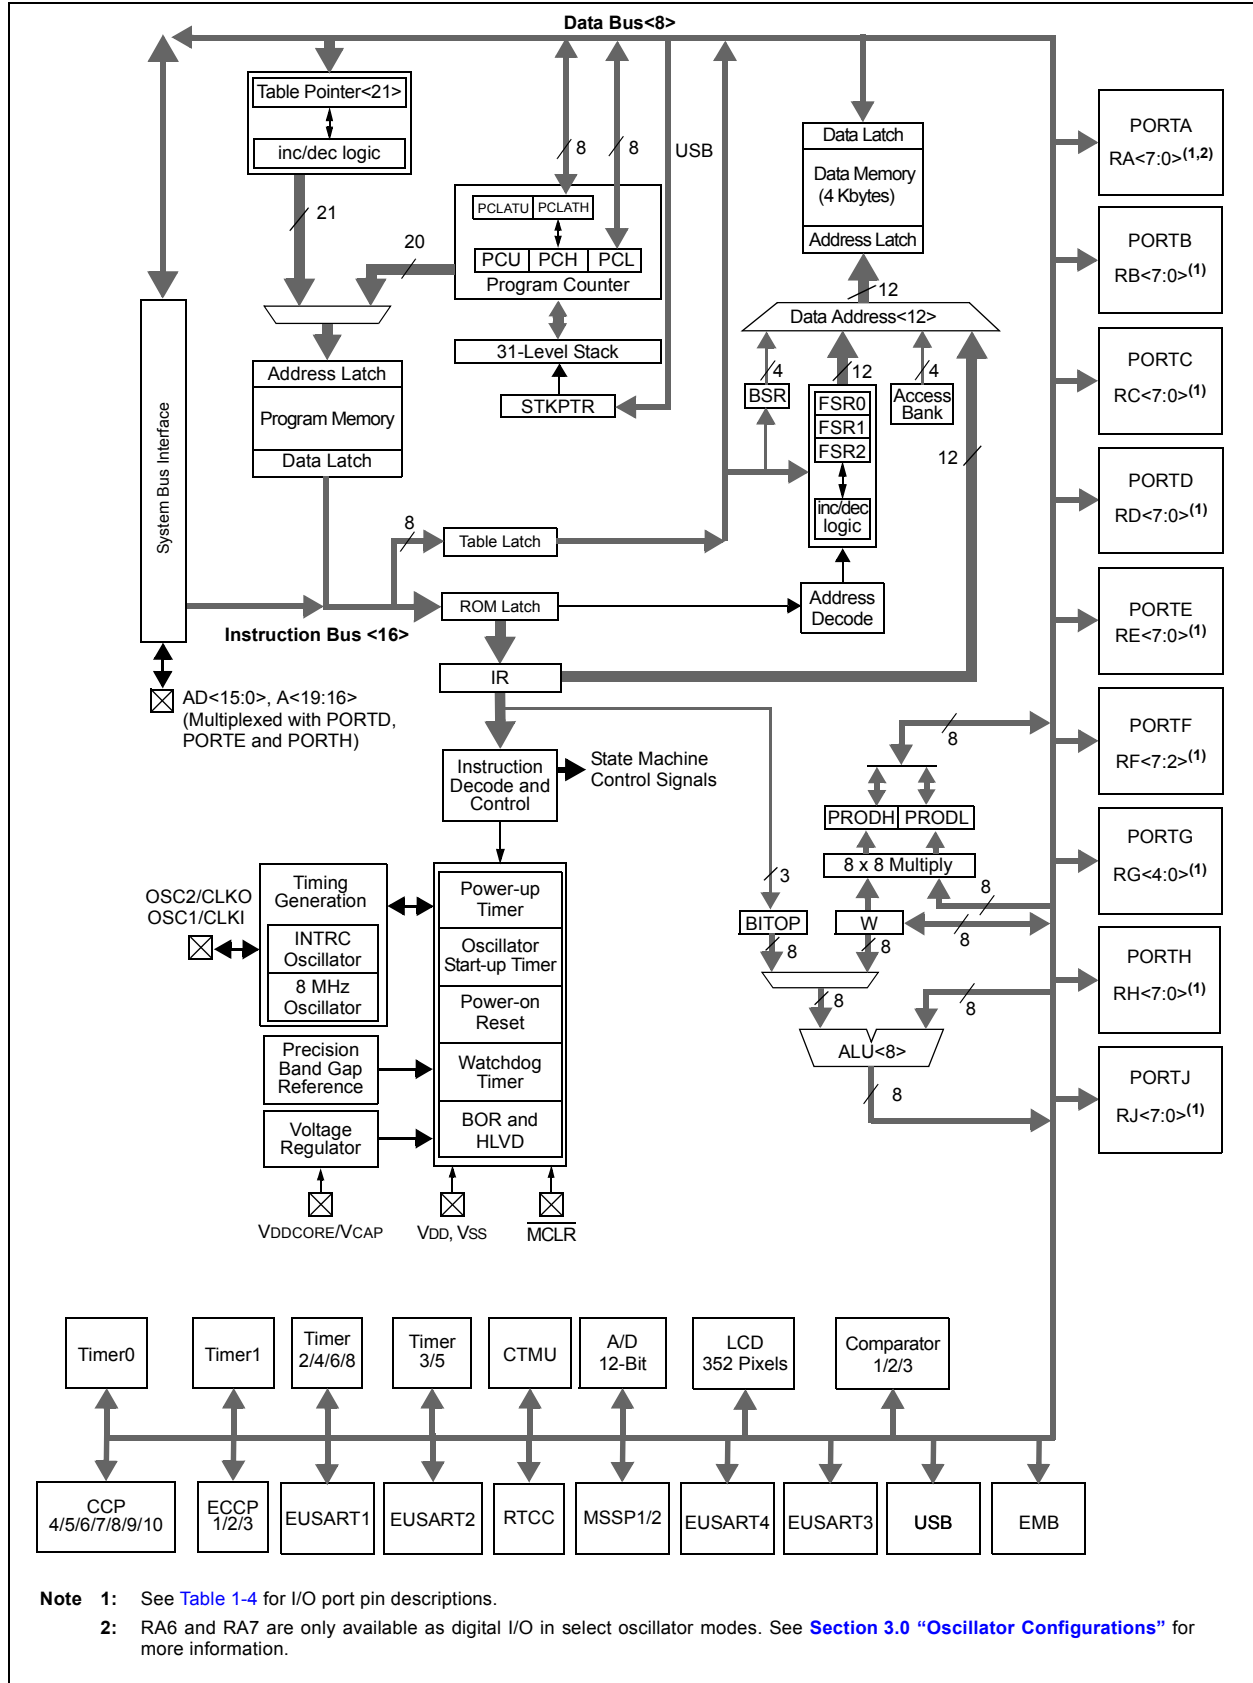 Data Bus<8>
Table Pointer<21>
inc/dec logic
21
20
8
8
USB
PCLATU PCLATH
PCU PCH PCL
Program Counter
31-Level Stack
STKPTR
Data Latch
Data Memory
(4 Kbytes)
Address Latch
12
Data Address<12>
4
12
4
BSR
FSR0
FSR1
FSR2
inc/dec
logic
Access
Bank
12
Address
Decode
System Bus Interface
Address Latch
Program Memory
Data Latch
8
Table Latch
ROM Latch
Instruction Bus <16>
IR
AD<15:0>, A<19:16>
(Multiplexed with PORTD,
PORTE and PORTH)
Instruction
Decode and
Control
State Machine
Control Signals
8
PRODH PRODL
8 x 8 Multiply
3
8
BITOP
W
8
8
8
8
8
ALU<8>
8
OSC2/CLKO
OSC1/CLKI
Timing
Generation
INTRC
Oscillator
8 MHz
Oscillator
Precision
Band Gap
Reference
Voltage
Regulator
Power-up
Timer
Oscillator
Start-up Timer
Power-on
Reset
Watchdog
Timer
BOR and
HLVD
VDDCORE/VCAP
VDD, VSS
MCLR
PORTA
RA<7:0>(1,2)
PORTB
RB<7:0>(1)
PORTC
RC<7:0>(1)
PORTD
RD<7:0>(1)
PORTE
RE<7:0>(1)
PORTF
RF<7:2>(1)
PORTG
RG<4:0>(1)
PORTH
RH<7:0>(1)
PORTJ
RJ<7:0>(1)
Timer0
Timer1
Timer
2/4/6/8
Timer
3/5
CTMU
A/D
12-Bit
LCD
352 Pixels
Comparator
1/2/3
CCP
4/5/6/7/8/9/10
ECCP
1/2/3
EUSART1
EUSART2
RTCC
MSSP1/2
EUSART4
EUSART3
USB
EMB
Note 1: See Table 1-4 for I/O port pin descriptions.
2: RA6 and RA7 are only available as digital I/O in select oscillator modes. See Section 3.0 “Oscillator Configurations” for
more information.